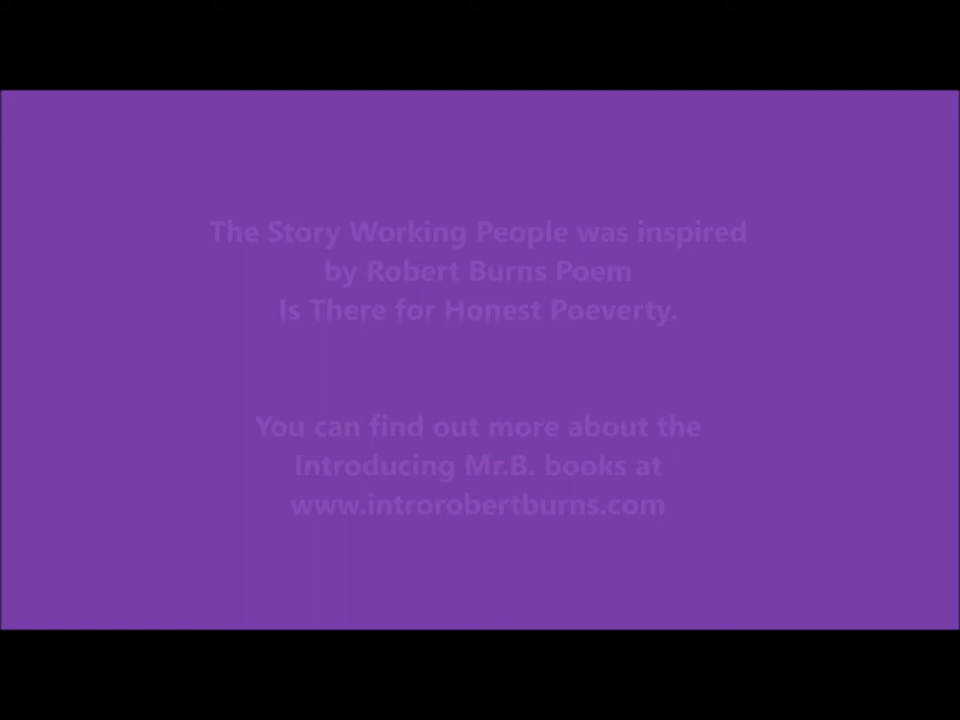 The Story Working People was inspired
by Robert Burns Poem
Is There for Honest Poeverty.
You can find out more about the
Introducing Mr.B. books at
www.introrobertburns.com